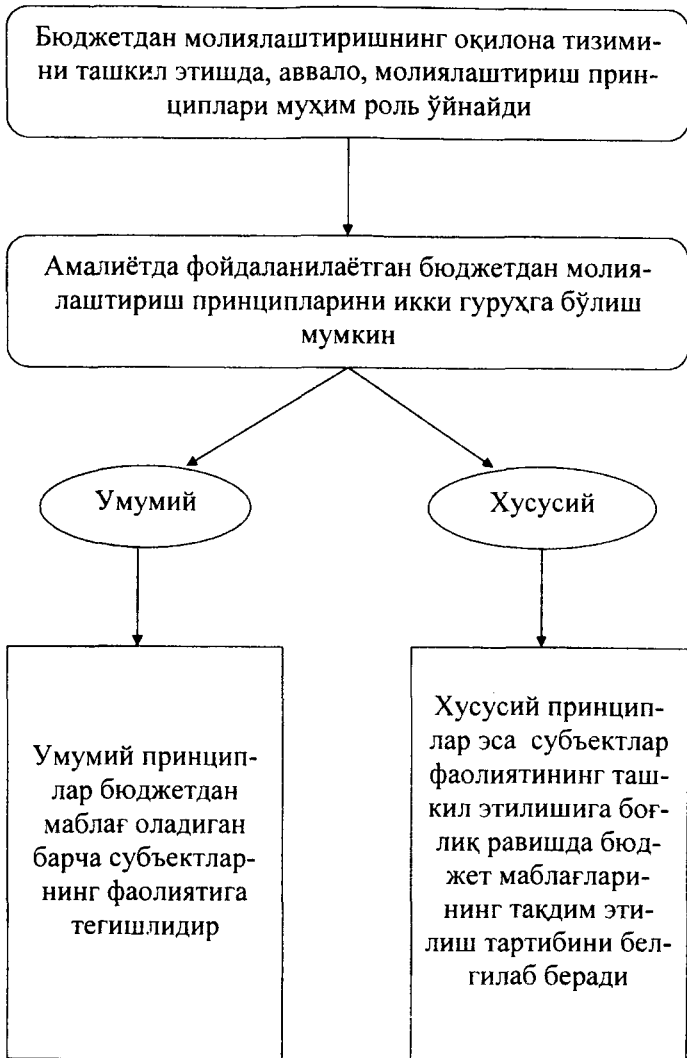 Бюджетдан молиялаштиришнинг оқилона тизими-
ни ташкил этишда, аввало, молиялаштириш прин-
циплари муҳим роль ўйнайди
Амалиётда фойдаланилаётган бюджетдан молия-
лаштириш принципларини икки гуруҳга бўлиш
мумкин
Умумий
Хусусий
Умумий принцип-
лар бюджетдан
маблағ оладиган
барча субъектлар-
нинг фаолиятига
тегишлидир
Хусусий принцип-
лар эса субъектлар
фаолиятининг таш-
кил этилишига боғ-
лиқ равишда бюд-
жет маблағлари-
нинг тақдим эти-
лиш тартибини бел-
гилаб беради